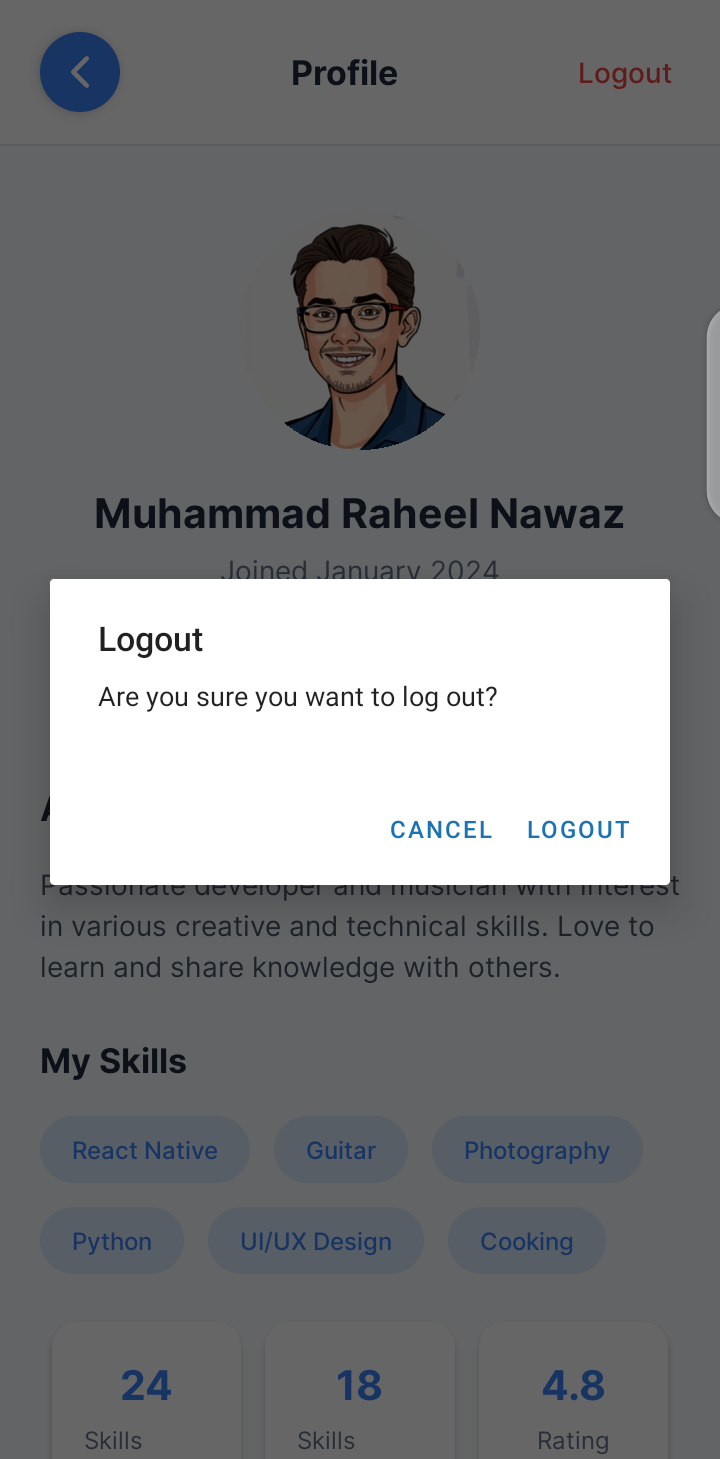 Profile
Logout
Muhammad Raheel Nawaz
Joined January 2024
Logout
Are you sure you want to log out?
CANCEL LOGOUT
Passionate developer and musician with interest
in various creative and technical skills. Love to
learn and share knowledge with others.
My Skills
React Native Guitar Photography
Python UI/UX Design Cooking
24 18 4.8
Skills Skills Rating